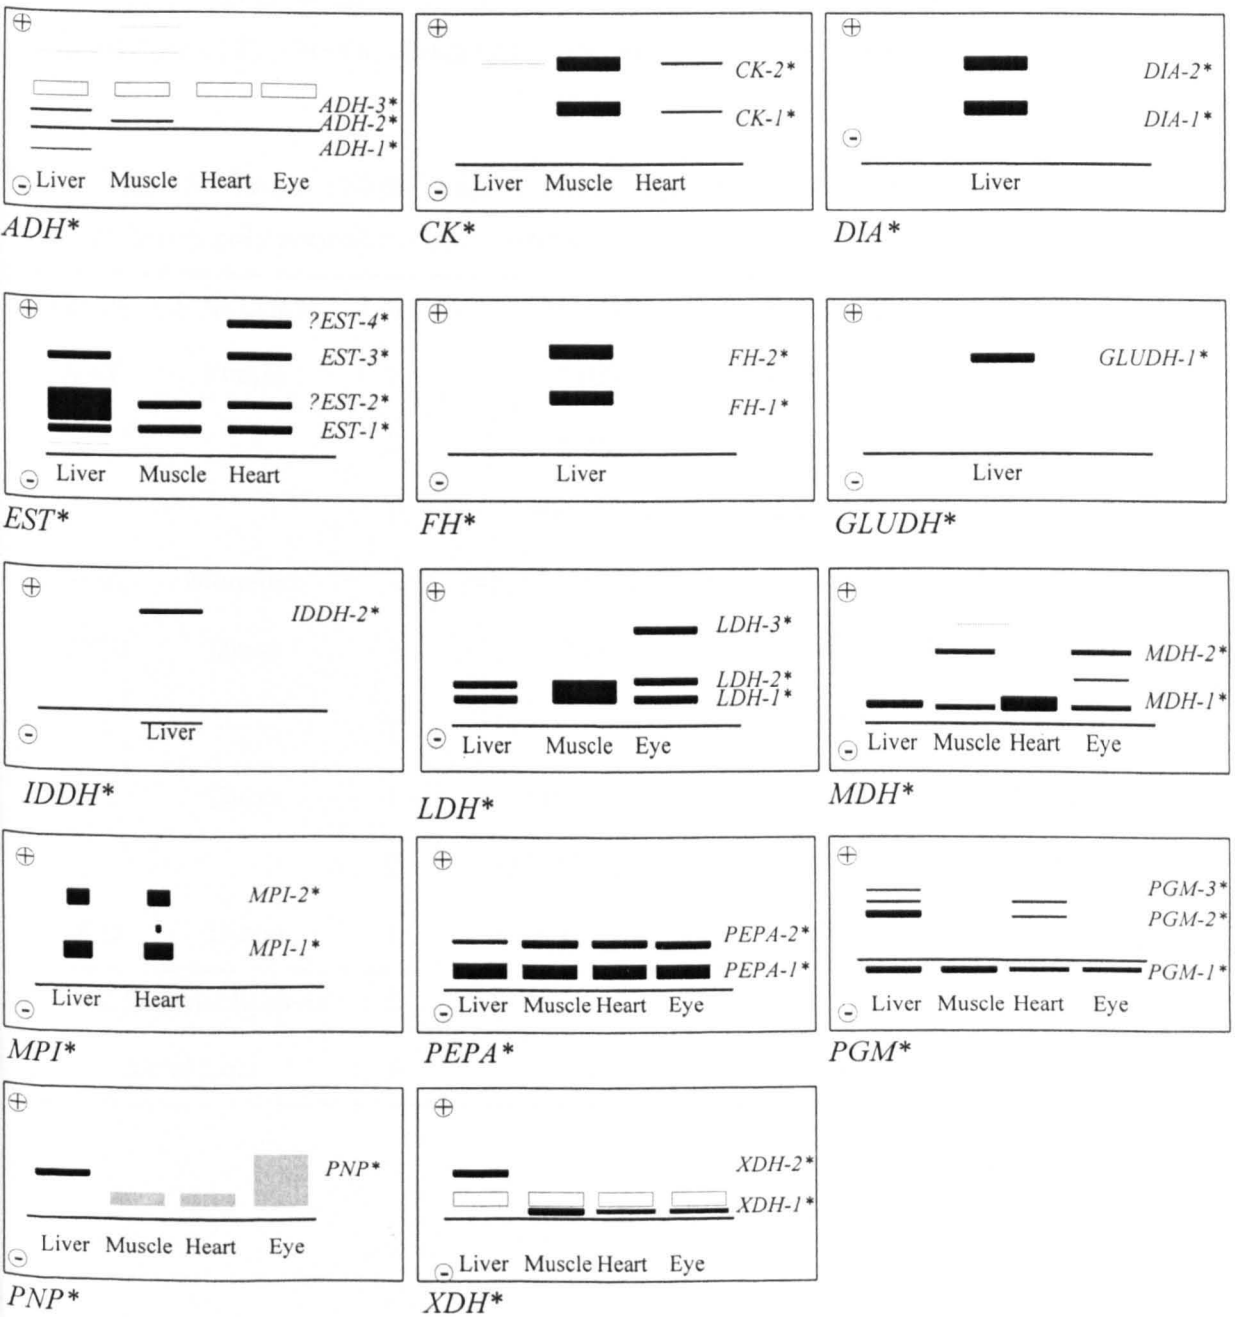 ⊕
ADH-3*
ADH-2*
ADH-1*
⊖ Liver Muscle Heart Eye
ADH*
⊕
CK-2*
CK-1*
⊖ Liver Muscle Heart
CK*
⊕
DIA-2*
DIA-1*
⊖
Liver
DIA*
⊕
?EST-4*
EST-3*
?EST-2*
EST-1*
⊖ Liver Muscle Heart
EST*
⊕
FH-2*
FH-1*
⊖ Liver
FH*
⊕
GLUDH-1*
⊖ Liver
GLUDH*
⊕
IDDH-2*
⊖ Liver
IDDH*
⊕
LDH-3*
LDH-2*
LDH-1*
⊖ Liver Muscle Eye
LDH*
⊕
MDH-2*
MDH-1*
⊖ Liver Muscle Heart Eye
MDH*
⊕
MPI-2*
MPI-1*
⊖ Liver Heart
MPI*
⊕
PEPA-2*
PEPA-1*
⊖ Liver Muscle Heart Eye
PEPA*
⊕
PGM-3*
PGM-2*
PGM-1*
⊖ Liver Muscle Heart Eye
PGM*
⊕
PNP*
⊖ Liver Muscle Heart Eye
PNP*
⊕
XDH-2*
XDH-1*
⊖ Liver Muscle Heart Eye
XDH*